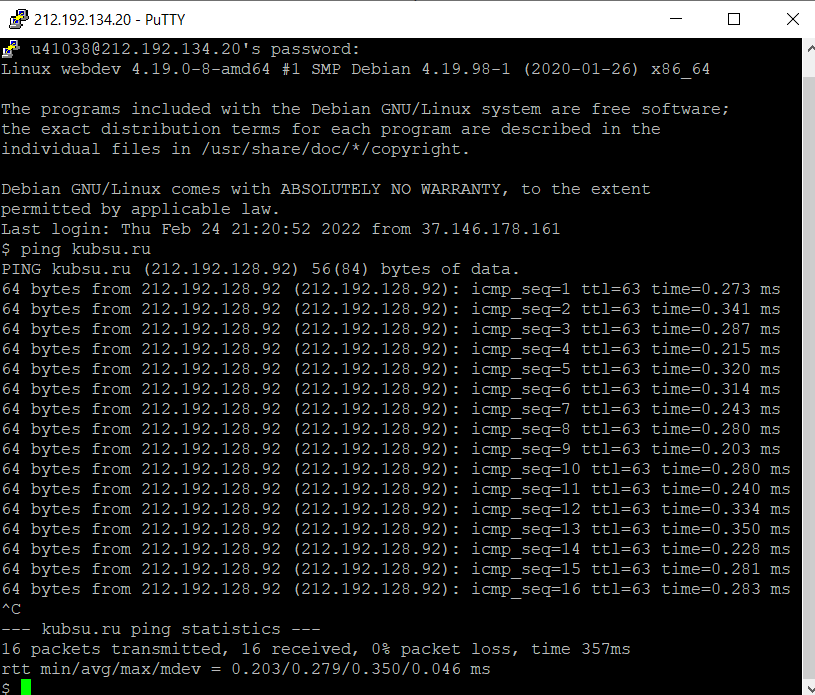 212.192.134.20 - PuTTY
u41038@212.192.134.20's password:
Linux webdev 4.19.0-8-amd64 #1 SMP Debian 4.19.98-1 (2020-01-26) x86_64
The programs included with the Debian GNU/Linux system are free software;
the exact distribution terms for each program are described in the
individual files in /usr/share/doc/*/copyright.
Debian GNU/Linux comes with ABSOLUTELY NO WARRANTY, to the extent
permitted by applicable law.
Last login: Thu Feb 24 21:20:52 2022 from 37.146.178.161
$ ping kubsu.ru
PING kubsu.ru (212.192.128.92) 56(84) bytes of data.
64 bytes from 212.192.128.92 (212.192.128.92): icmp_seq=1 ttl=63 time=0.273 ms
64 bytes from 212.192.128.92 (212.192.128.92): icmp_seq=2 ttl=63 time=0.341 ms
64 bytes from 212.192.128.92 (212.192.128.92): icmp_seq=3 ttl=63 time=0.287 ms
64 bytes from 212.192.128.92 (212.192.128.92): icmp_seq=4 ttl=63 time=0.215 ms
64 bytes from 212.192.128.92 (212.192.128.92): icmp_seq=5 ttl=63 time=0.320 ms
64 bytes from 212.192.128.92 (212.192.128.92): icmp_seq=6 ttl=63 time=0.314 ms
64 bytes from 212.192.128.92 (212.192.128.92): icmp_seq=7 ttl=63 time=0.243 ms
64 bytes from 212.192.128.92 (212.192.128.92): icmp_seq=8 ttl=63 time=0.280 ms
64 bytes from 212.192.128.92 (212.192.128.92): icmp_seq=9 ttl=63 time=0.203 ms
64 bytes from 212.192.128.92 (212.192.128.92): icmp_seq=10 ttl=63 time=0.280 ms
64 bytes from 212.192.128.92 (212.192.128.92): icmp_seq=11 ttl=63 time=0.240 ms
64 bytes from 212.192.128.92 (212.192.128.92): icmp_seq=12 ttl=63 time=0.334 ms
64 bytes from 212.192.128.92 (212.192.128.92): icmp_seq=13 ttl=63 time=0.350 ms
64 bytes from 212.192.128.92 (212.192.128.92): icmp_seq=14 ttl=63 time=0.228 ms
64 bytes from 212.192.128.92 (212.192.128.92): icmp_seq=15 ttl=63 time=0.281 ms
64 bytes from 212.192.128.92 (212.192.128.92): icmp_seq=16 ttl=63 time=0.283 ms
^C
--- kubsu.ru ping statistics ---
16 packets transmitted, 16 received, 0% packet loss, time 357ms
rtt min/avg/max/mdev = 0.203/0.279/0.350/0.046 ms
$